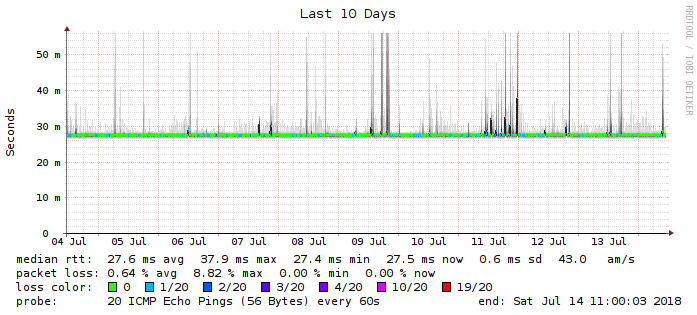 Last 10 Days
RRDTOOL / TOBI OETIKER
Seconds
50 m
40 m
30 m
20 m
10 m
0
04 Jul 05 Jul 06 Jul 07 Jul 08 Jul 09 Jul 10 Jul 11 Jul 12 Jul 13 Jul
median rtt: 27.6 ms avg 37.9 ms max 27.4 ms min 27.5 ms now 0.6 ms sd 43.0 am/s
packet loss: 0.64 % avg 8.82 % max 0.00 % min 0.00 % now
loss color: 0 1/20 2/20 3/20 4/20 10/20 19/20
probe: 20 ICMP Echo Pings (56 Bytes) every 60s end: Sat Jul 14 11:00:03 2018